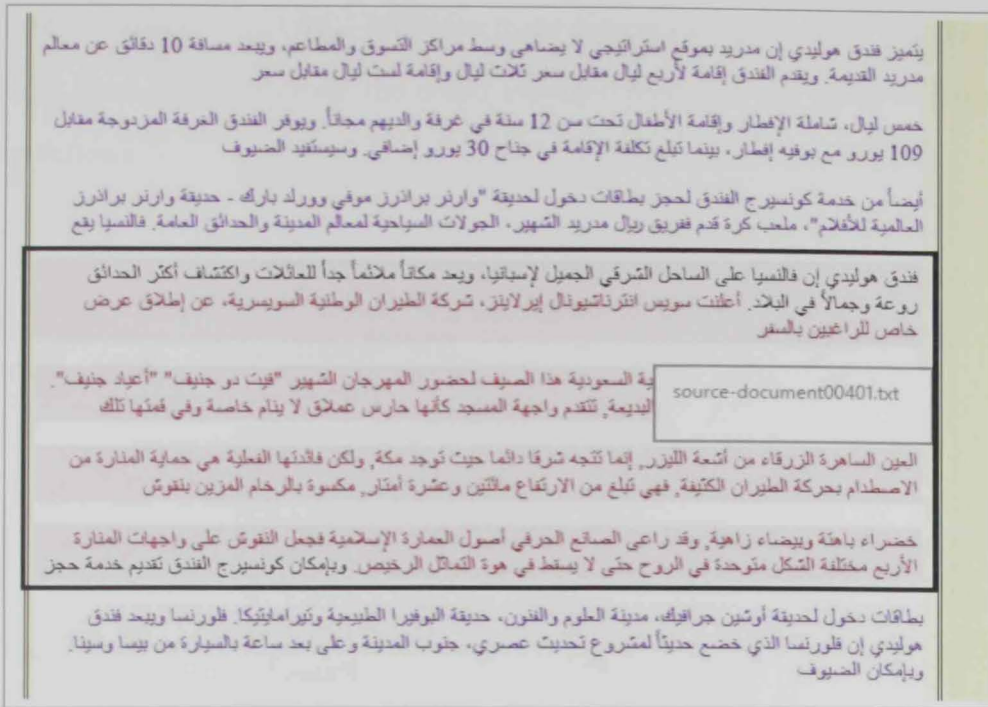 يتميز فندق هوليدي إن مدريد بموقع استراتيجي لا يضاهى وسط مراكز التسوق والمطاعم، ويبعد مسافة 10 دقائق عن معالم
مدريد القديمة. ويقدم الفندق إقامة لأربع ليال مقابل سعر ثلاث ليال وإقامة لست ليال مقابل سعر
خمس ليال، شاملة الإفطار وإقامة الأطفال تحت سن 12 سنة في غرفة والديهم مجاناً. ويوفر الفندق الغرفة المزدوجة مقابل
109 يورو مع بوفيه إفطار، بينما تبلغ تكلفة الإقامة في جناح 30 يورو إضافي. وسيستفيد الضيوف
أيضاً من خدمة كونسيرج الفندق لحجز بطاقات دخول لحديقة "وارنر براذرز موفي وورلد بارك - حديقة وارنر براذرز
العالمية للأفلام"، ملعب كرة قدم ففريق ريال مدريد الشهير، الجولات السياحية لمعالم المدينة والحدائق العامة. فالنسيا يقع
فندق هوليدي إن فالنسيا على الساحل الشرقي الجميل لإسبانيا، ويعد مكاناً ملائماً جداً للعائلات واكتشاف أكثر الحدائق
روعة وجمالاً في البلاد. أعلنت سويس انترناشيونال إيرلاينز، شركة الطيران الوطنية السويسرية، عن إطلاق عرض
خاص للراغبين بالسفر
ية السعودية هذا الصيف لحضور المهرجان الشهير "فيت دو جنيف" "أعياد جنيف".
source-document00401.txt
البديعة, تتقدم واجهة المسجد كأنها حارس عملاق لا ينام خاصة وفي قمتها تلك
العين الساهرة الزرقاء من أشعة الليزر, إنما تتجه شرقا دائما حيث توجد مكة, ولكن فائدتها الفعلية هي حماية المنارة من
الاصطدام بحركة الطيران الكثيفة, فهي تبلغ من الارتفاع مائتين وعشرة أمتار, مكسوة بالرخام المزين بنقوش
خضراء باهتة وبيضاء زاهية, وقد راعى الصانع الحرفي أصول العمارة الإسلامية فجعل النقوش على واجهات المنارة
الأربع مختلفة الشكل متوحدة في الروح حتى لا يسقط في هوة التماثل الرخيص. وبإمكان كونسيرج الفندق تقديم خدمة حجز
بطاقات دخول لحديقة أوشين جرافيك، مدينة العلوم والفنون، حديقة البوفيرا الطبيعية وتيرامايتيكا. فلورنسا ويبعد فندق
هوليدي إن فلورنسا الذي خضع حديثاً لمشروع تحديث عصري، جنوب المدينة وعلى بعد ساعة بالسيارة من بيسا وسينا.
وبإمكان الضيوف